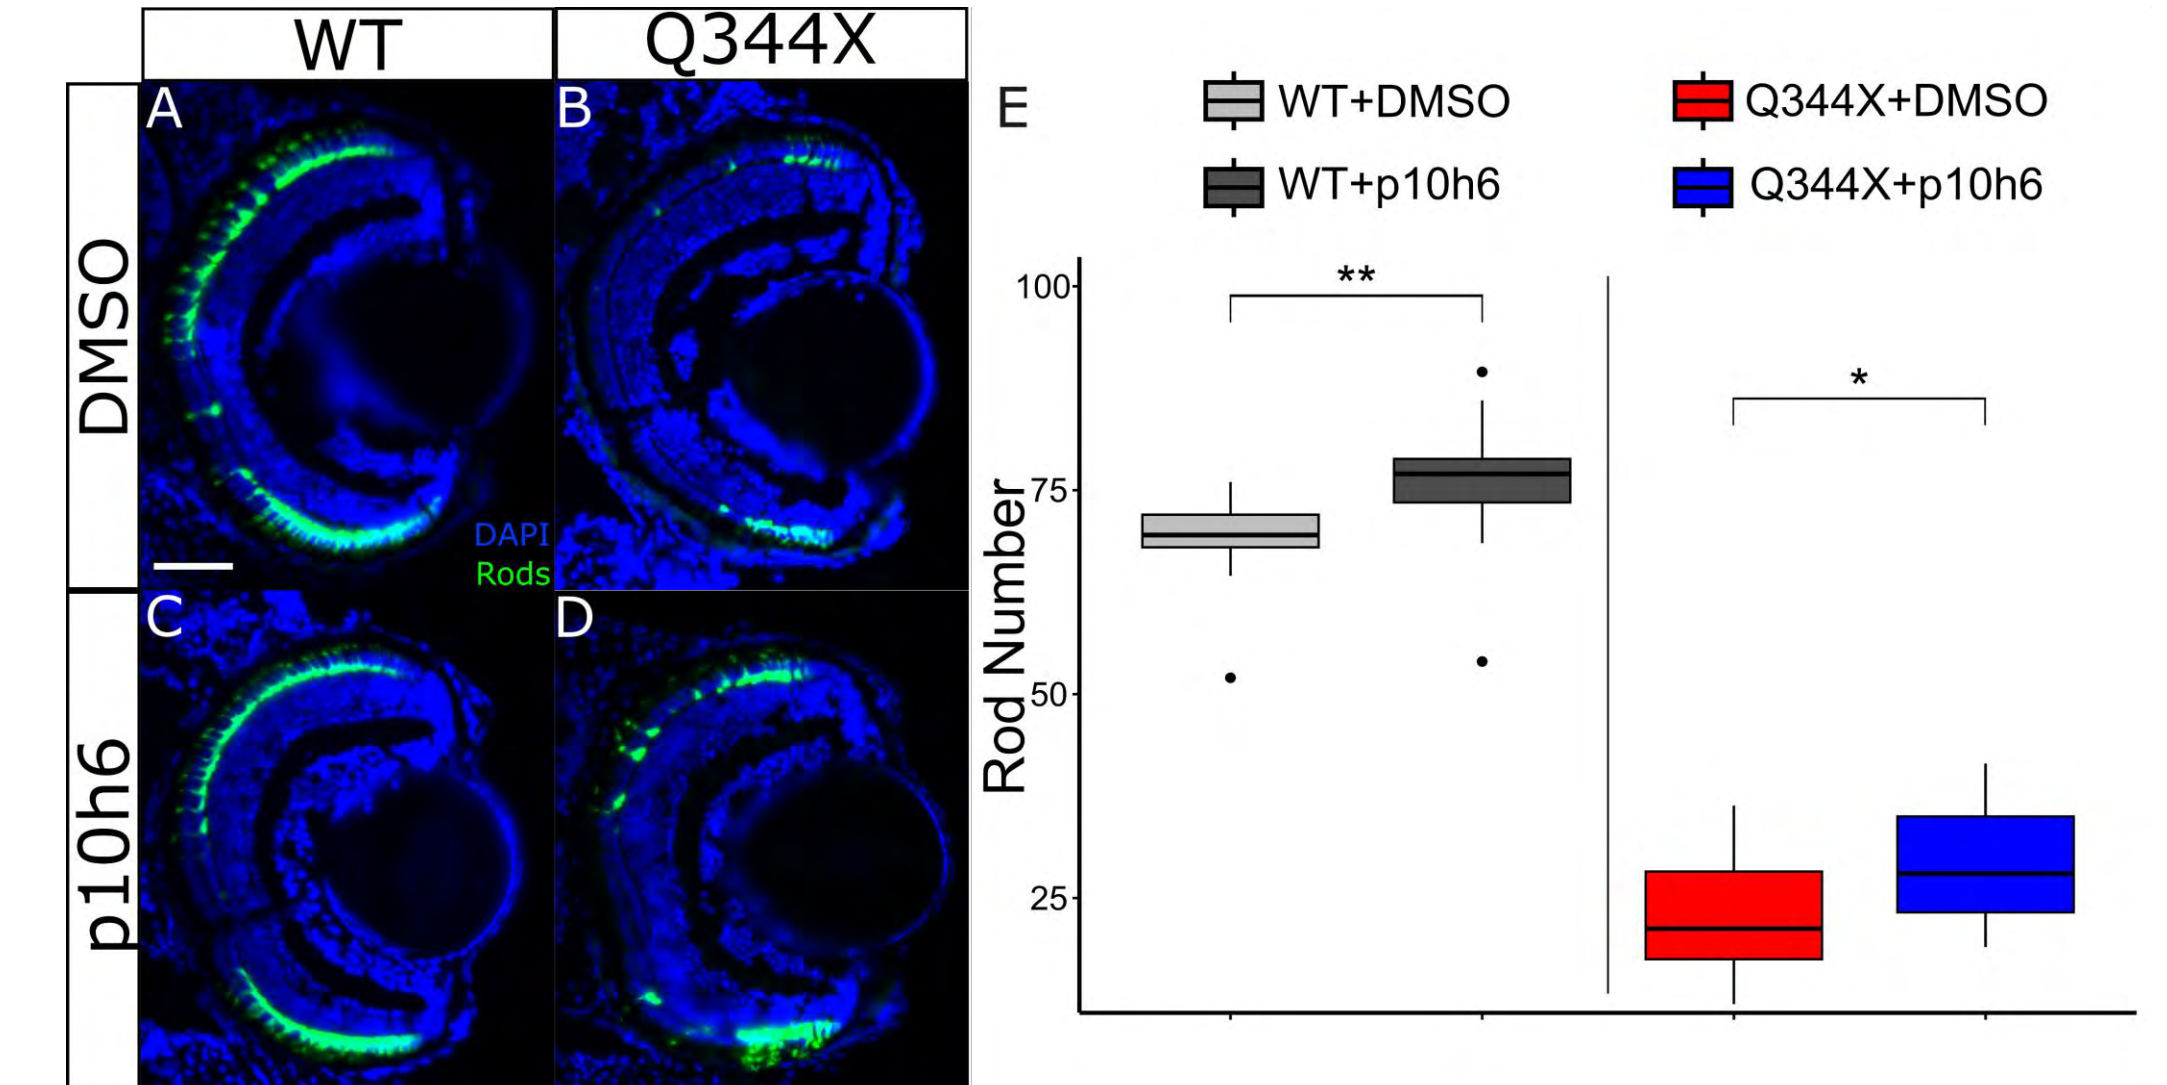 WT
Q344X
DMSO
p10h6
A
B
C
D
DAPI
Rods
E
WT+DMSO
Q344X+DMSO
WT+p10h6
Q344X+p10h6
Rod Number
100
75
50
25
**
*